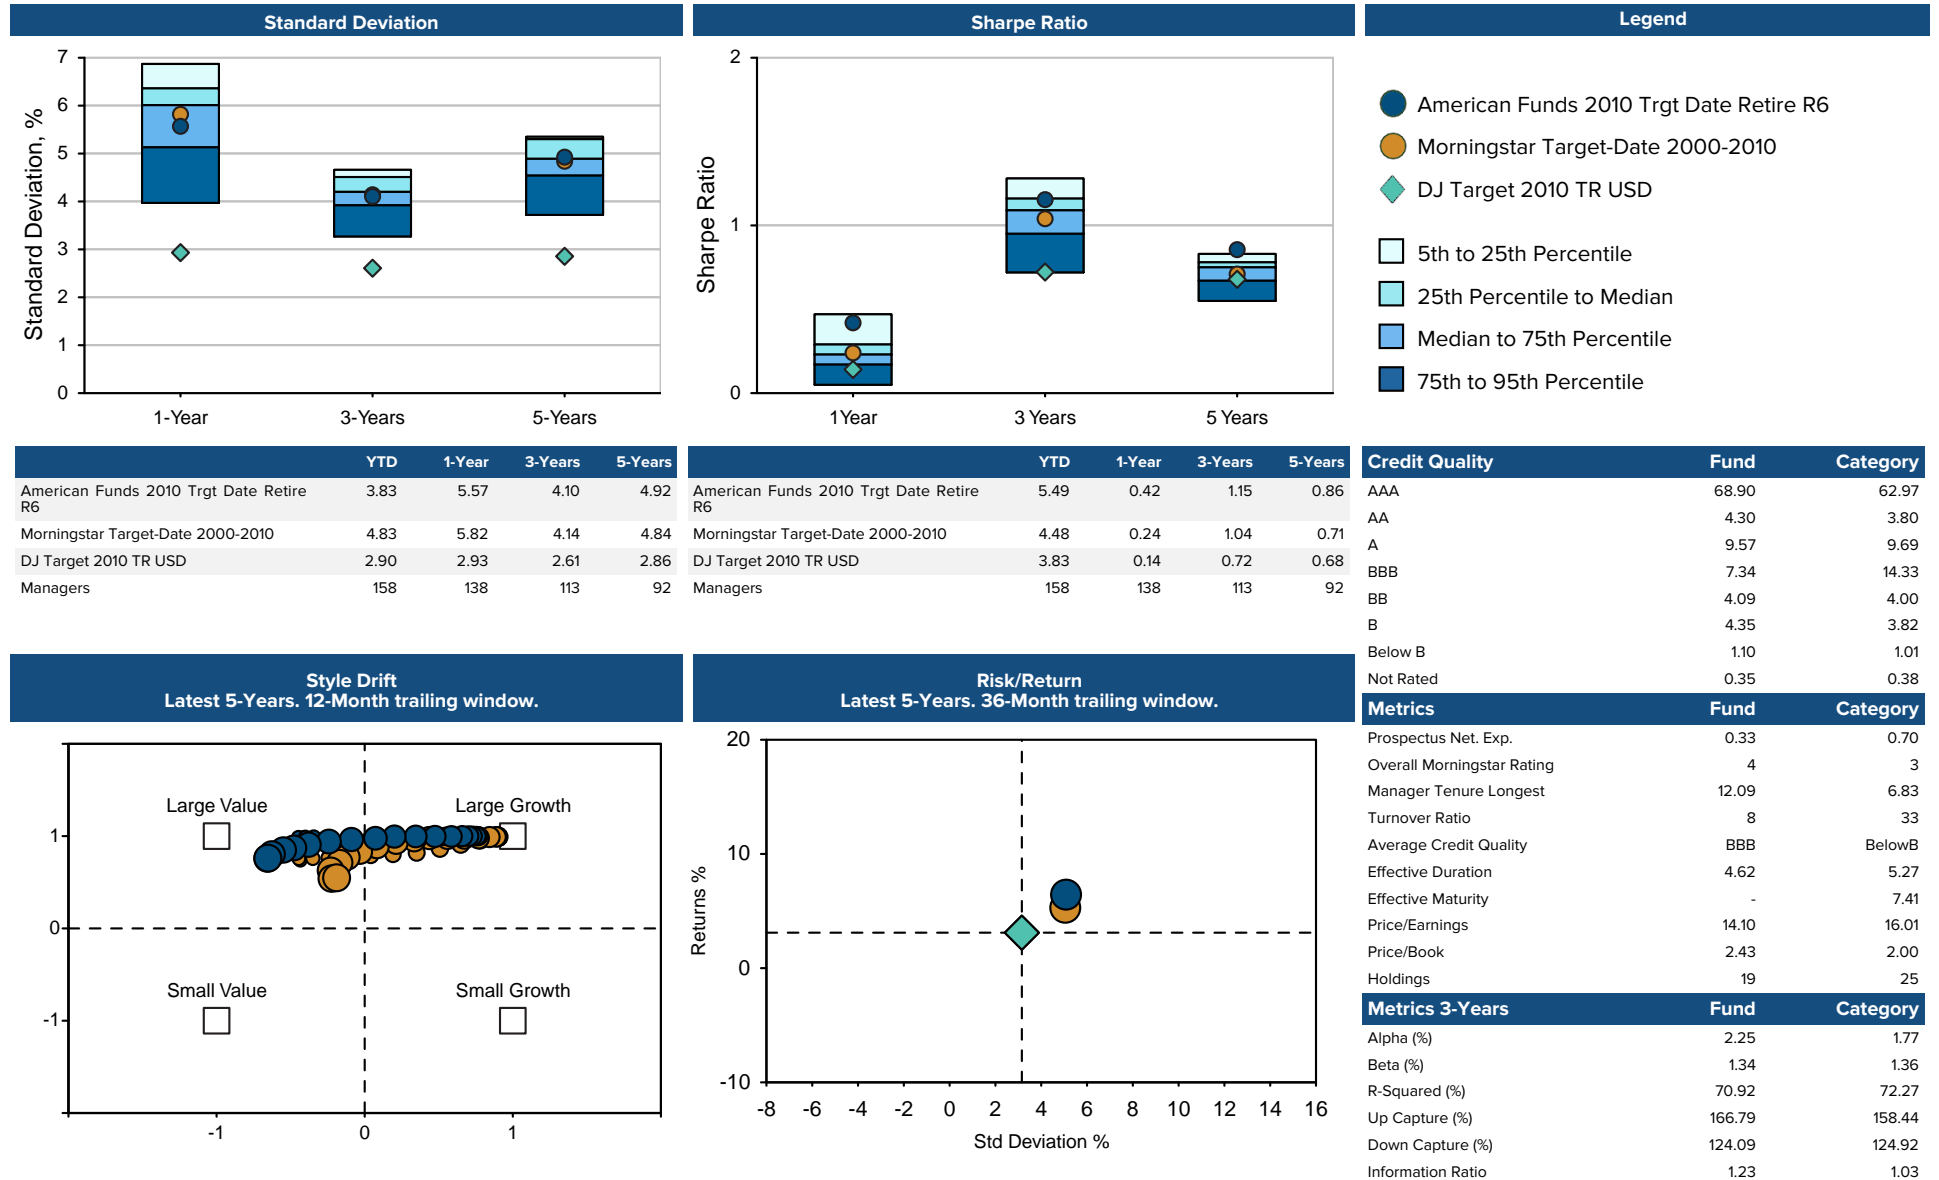 Standard Deviation
Sharpe Ratio
Legend
7
6
5
4
3
2
1
0
Standard Deviation, %
1-Year 3-Years 5-Years
2
1
0
Sharpe Ratio
1Year 3 Years 5 Years
American Funds 2010 Trgt Date Retire R6
Morningstar Target-Date 2000-2010
DJ Target 2010 TR USD
5th to 25th Percentile
25th Percentile to Median
Median to 75th Percentile
75th to 95th Percentile
YTD 1-Year 3-Years 5-Years
American Funds 2010 Trgt Date Retire 3.83 5.57 4.10 4.92
R6
Morningstar Target-Date 2000-2010 4.83 5.82 4.14 4.84
DJ Target 2010 TR USD 2.90 2.93 2.61 2.86
Managers 158 138 113 92
YTD 1-Year 3-Years 5-Years
American Funds 2010 Trgt Date Retire 5.49 0.42 1.15 0.86
R6
Morningstar Target-Date 2000-2010 4.48 0.24 1.04 0.71
DJ Target 2010 TR USD 3.83 0.14 0.72 0.68
Managers 158 138 113 92
Credit Quality Fund Category
AAA 68.90 62.97
AA 4.30 3.80
A 9.57 9.69
BBB 7.34 14.33
BB 4.09 4.00
B 4.35 3.82
Below B 1.10 1.01
Not Rated 0.35 0.38
Metrics Fund Category
Prospectus Net. Exp. 0.33 0.70
Overall Morningstar Rating 4 3
Manager Tenure Longest 12.09 6.83
Turnover Ratio 8 33
Average Credit Quality BBB BelowB
Effective Duration 4.62 5.27
Effective Maturity - 7.41
Price/Earnings 14.10 16.01
Price/Book 2.43 2.00
Holdings 19 25
Metrics 3-Years Fund Category
Alpha (%) 2.25 1.77
Beta (%) 1.34 1.36
R-Squared (%) 70.92 72.27
Up Capture (%) 166.79 158.44
Down Capture (%) 124.09 124.92
Information Ratio 1.23 1.03
Style Drift
Latest 5-Years. 12-Month trailing window.
Large Value Large Growth
Small Value Small Growth
1
0
-1
-1 0 1
Risk/Return
Latest 5-Years. 36-Month trailing window.
20
10
0
-10
Returns %
-8 -6 -4 -2 0 2 4 6 8 10 12 14 16
Std Deviation %